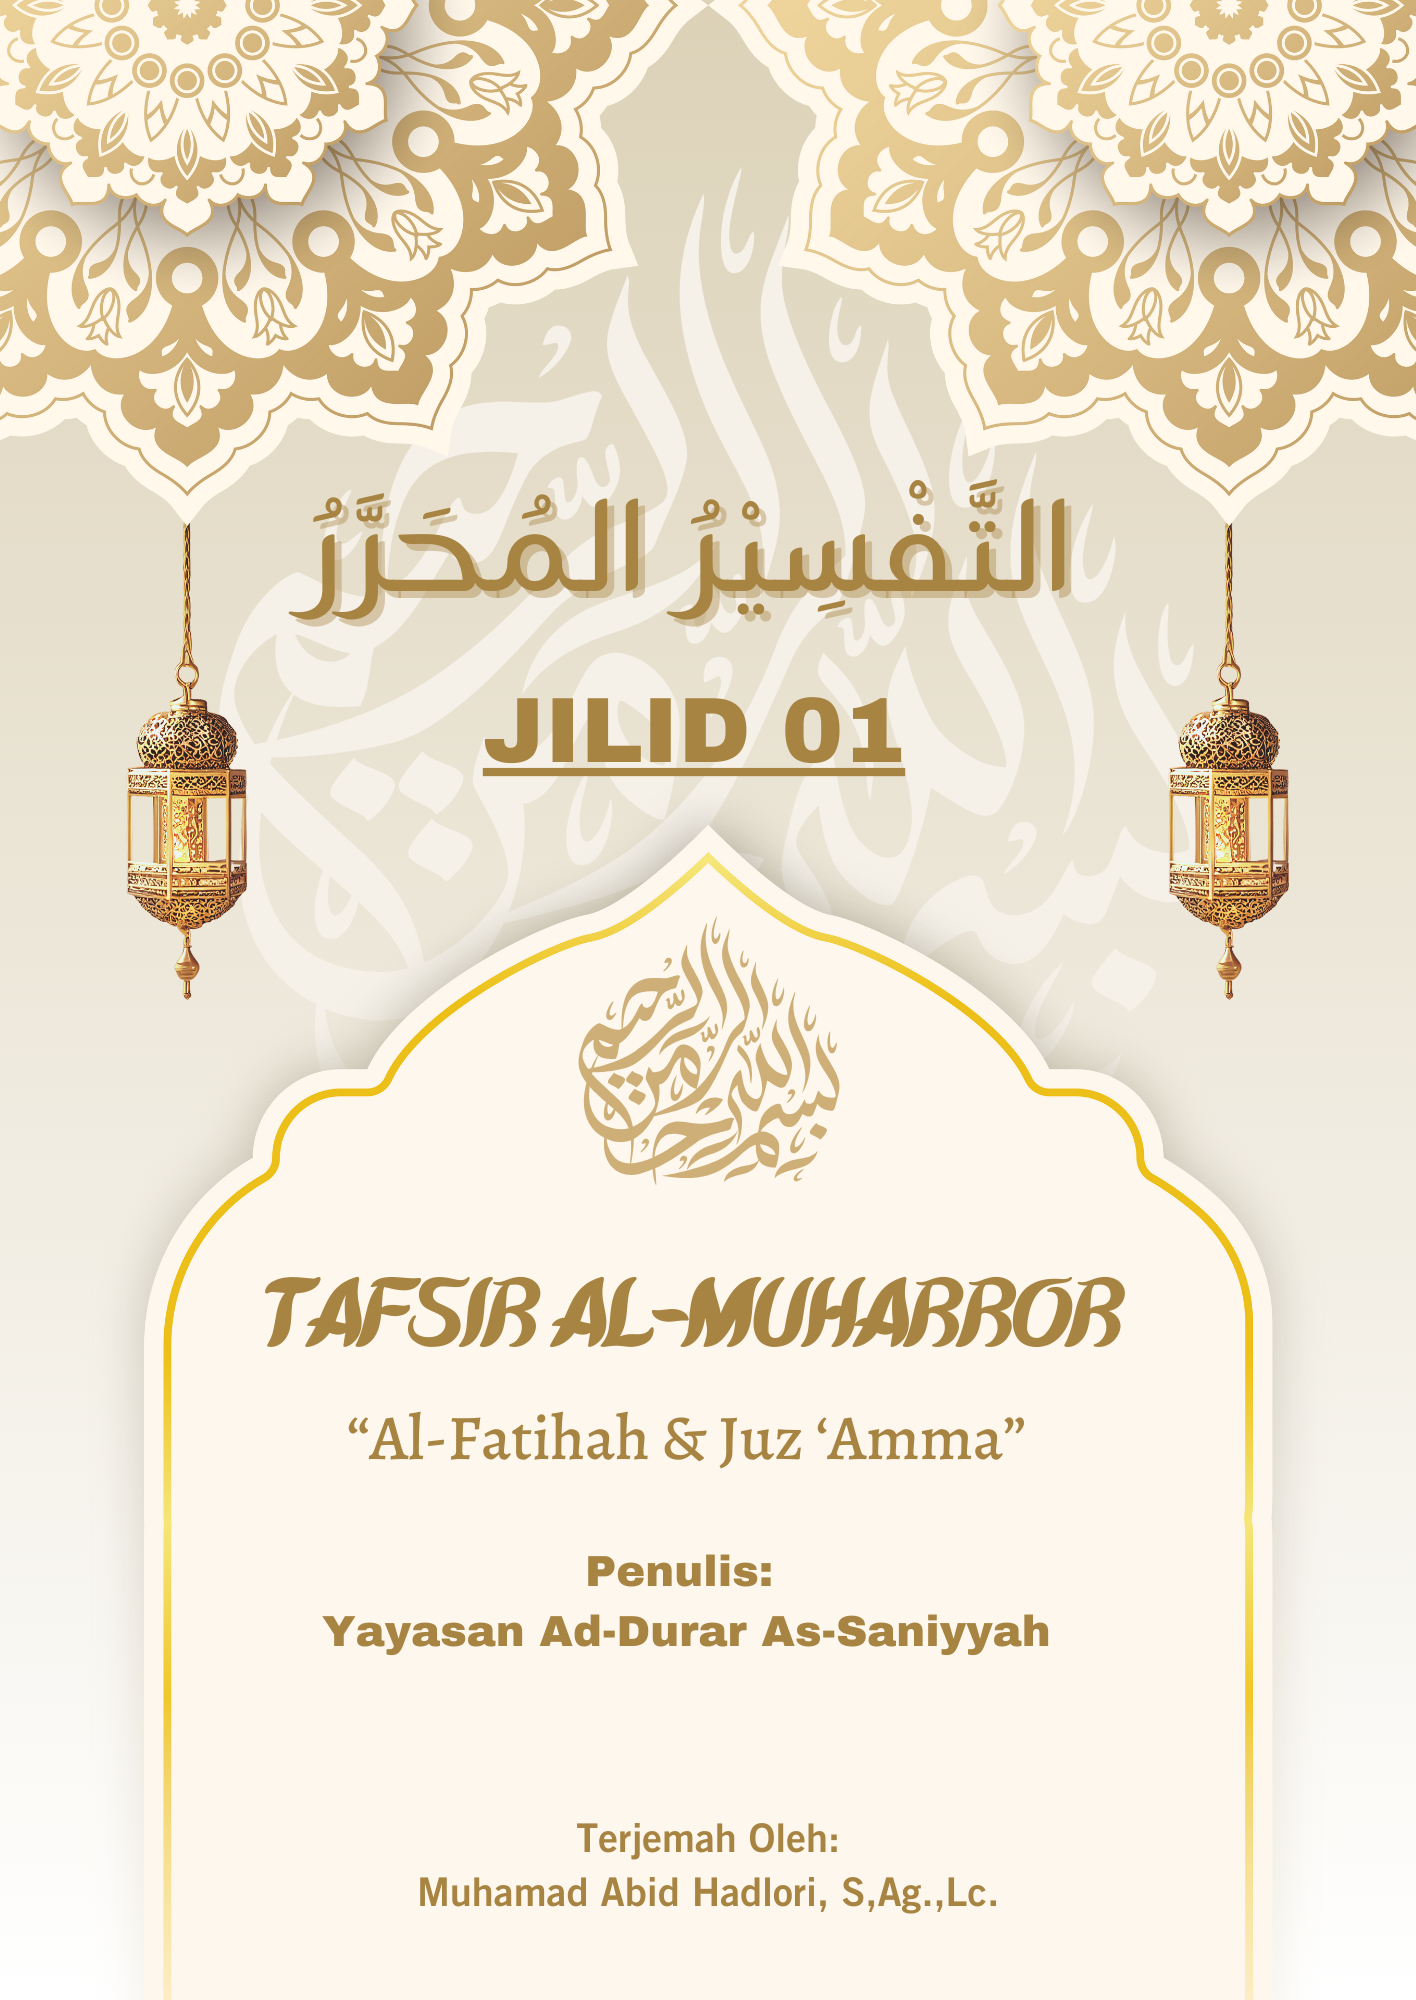 التَّفْسِيْرُ المُحَرَّرُ
JILID 01
بسم الله الرحمن الرحيم
TAFSIR AL-MUHARROR
“Al-Fatihah & Juz ‘Amma”
Penulis:
Yayasan Ad-Durar As-Saniyyah
Terjemah Oleh:
Muhamad Abid Hadlori, S,Ag.,Lc.